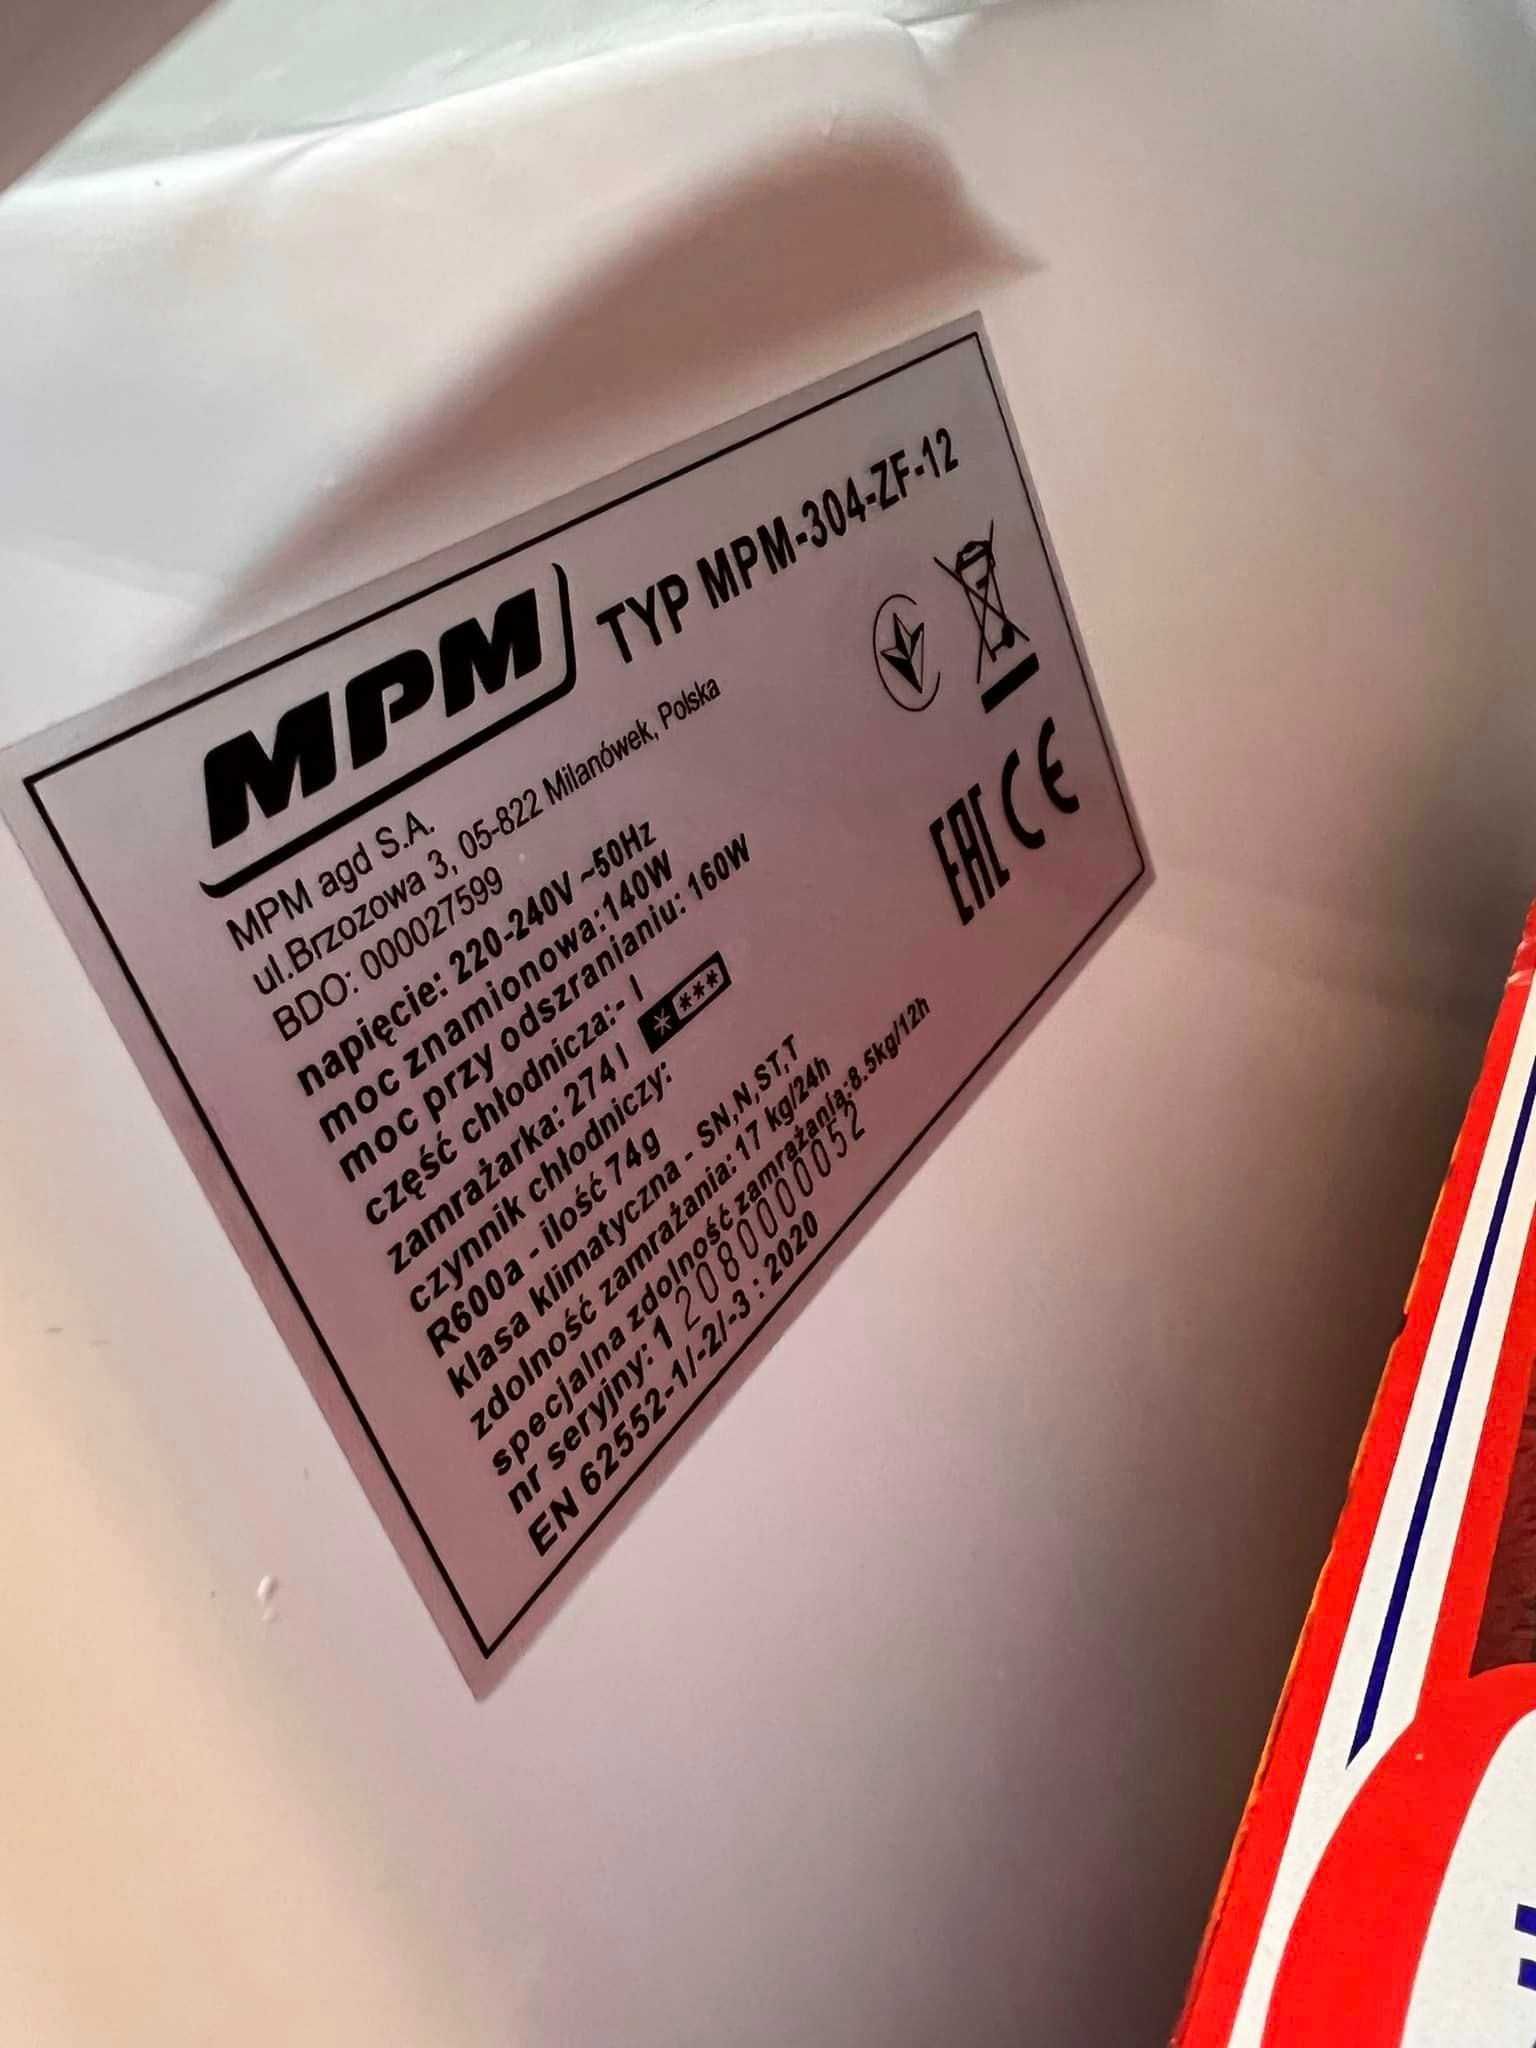 MPM TYP MPM-304-ZF-12
MPM agd S.A.
ul.Brzozowa 3, 05-822 Milanówek, Polska
BDO: 000027599
napięcie: 220-240V ~50Hz
moc znamionowa:140W
moc przy odszranianiu: 160W
część chłodnicza:- l
zamrażarka: 274 l
czynnik chłodniczy:
R600a - ilość 74g
klasa klimatyczna - SN,N,ST,T
zdolność zamrażania: 17 kg/24h
specjalna zdolność zamrażania:8.5kg/12h
nr seryjny: 1 20800000052
EN 62552-1/-2/-3 : 2020
EAC CE